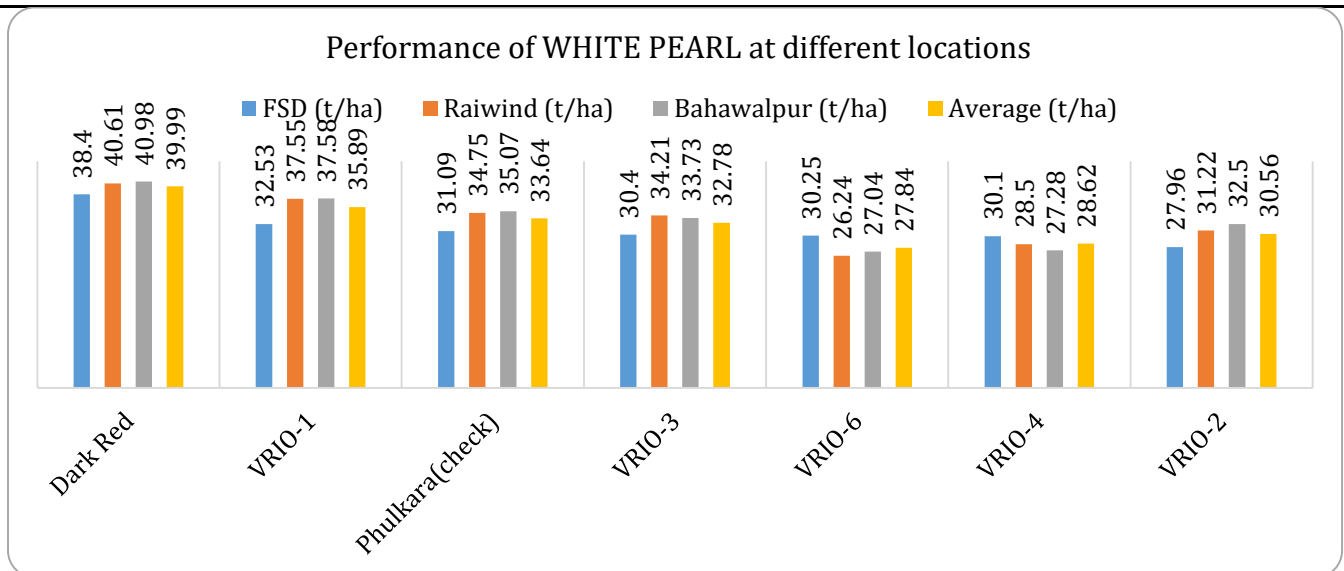 Performance of WHITE PEARL at different locations
FSD (t/ha) Raiwind (t/ha) Bahawalpur (t/ha) Average (t/ha)
38.4 40.61 40.98 39.99
32.53 37.55 37.58 35.89
31.09 34.75 35.07 33.64
30.4 34.21 33.73 32.78
30.25 26.24 27.04 27.84
30.1 28.5 27.28 28.62
27.96 31.22 32.5 30.56
Dark Red
VRIO-1
Phulkara(check)
VRIO-3
VRIO-6
VRIO-4
VRIO-2